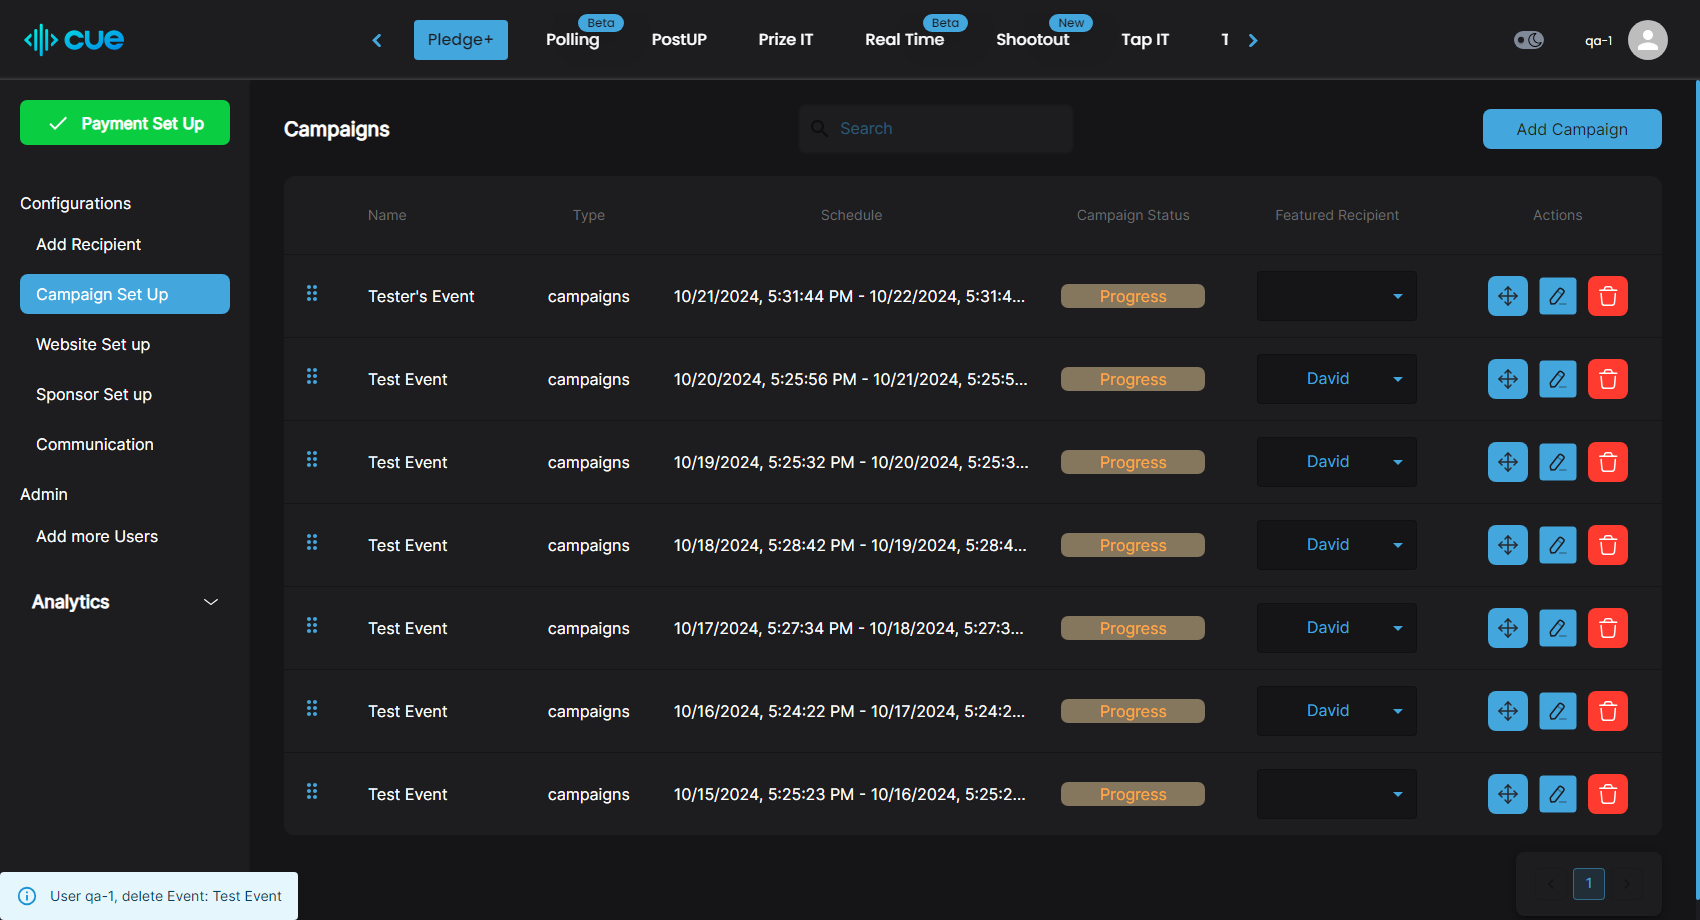 cue
Pledge+
Polling
Beta
PostUP
Prize IT
Real Time
Beta
Shootout
New
Tap IT
qa-1
Payment Set Up
Configurations
Add Recipient
Campaign Set Up
Website Set up
Sponsor Set up
Communication
Admin
Add more Users
Analytics
Campaigns
Search
Add Campaign
Name Type Schedule Campaign Status Featured Recipient Actions
Tester's Event campaigns 10/21/2024, 5:31:44 PM - 10/22/2024, 5:31:4... Progress
Test Event campaigns 10/20/2024, 5:25:56 PM - 10/21/2024, 5:25:5... Progress David
Test Event campaigns 10/19/2024, 5:25:32 PM - 10/20/2024, 5:25:3... Progress David
Test Event campaigns 10/18/2024, 5:28:42 PM - 10/19/2024, 5:28:4... Progress David
Test Event campaigns 10/17/2024, 5:27:34 PM - 10/18/2024, 5:27:3... Progress David
Test Event campaigns 10/16/2024, 5:24:22 PM - 10/17/2024, 5:24:2... Progress David
Test Event campaigns 10/15/2024, 5:25:23 PM - 10/16/2024, 5:25:2... Progress
1
User qa-1, delete Event: Test Event